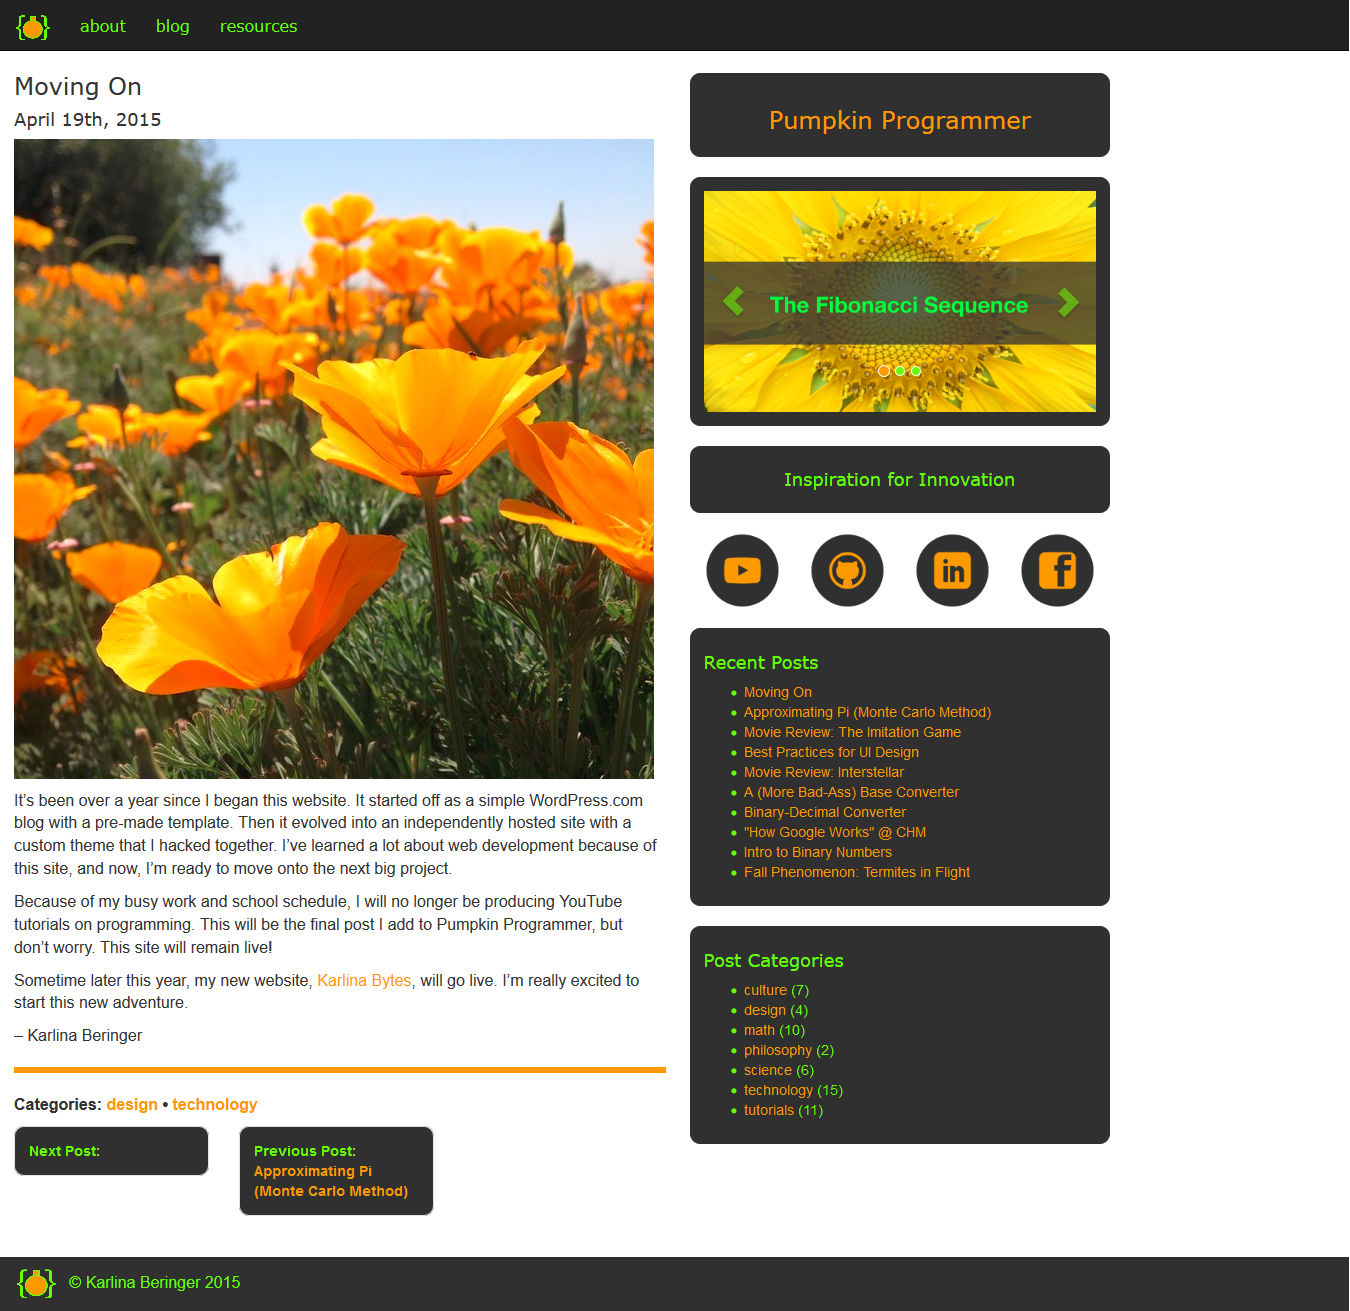 about blog resources
Moving On
April 19th, 2015
It’s been over a year since I began this website. It started off as a simple WordPress.com
blog with a pre-made template. Then it evolved into an independently hosted site with a
custom theme that I hacked together. I’ve learned a lot about web development because of
this site, and now, I’m ready to move onto the next big project.
Because of my busy work and school schedule, I will no longer be producing YouTube
tutorials on programming. This will be the final post I add to Pumpkin Programmer, but
don’t worry. This site will remain live!
Sometime later this year, my new website, Karlina Bytes, will go live. I’m really excited to
start this new adventure.
– Karlina Beringer
Categories: design • technology
Next Post:
Previous Post:
Approximating Pi
(Monte Carlo Method)
Pumpkin Programmer
The Fibonacci Sequence
Inspiration for Innovation
in
f
Recent Posts
Moving On
Approximating Pi (Monte Carlo Method)
Movie Review: The Imitation Game
Best Practices for UI Design
Movie Review: Interstellar
A (More Bad-Ass) Base Converter
Binary-Decimal Converter
"How Google Works" @ CHM
Intro to Binary Numbers
Fall Phenomenon: Termites in Flight
Post Categories
culture (7)
design (4)
math (10)
philosophy (2)
science (6)
technology (15)
tutorials (11)
© Karlina Beringer 2015